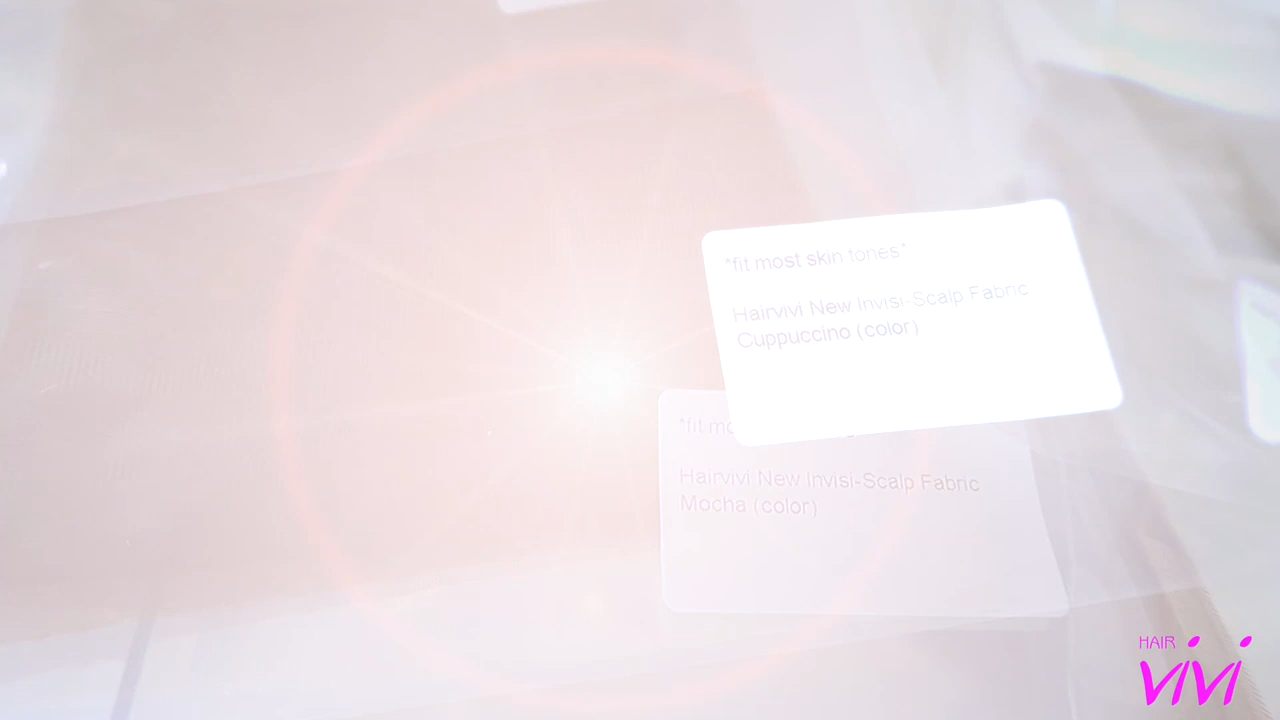 *fit most skin tones*
Hairvivi New Invisi-Scalp Fabric
Cuppuccino (color)
*fit mo
Hairvivi New Invisi-Scalp Fabric
Mocha (color)
HAIR
ViVi